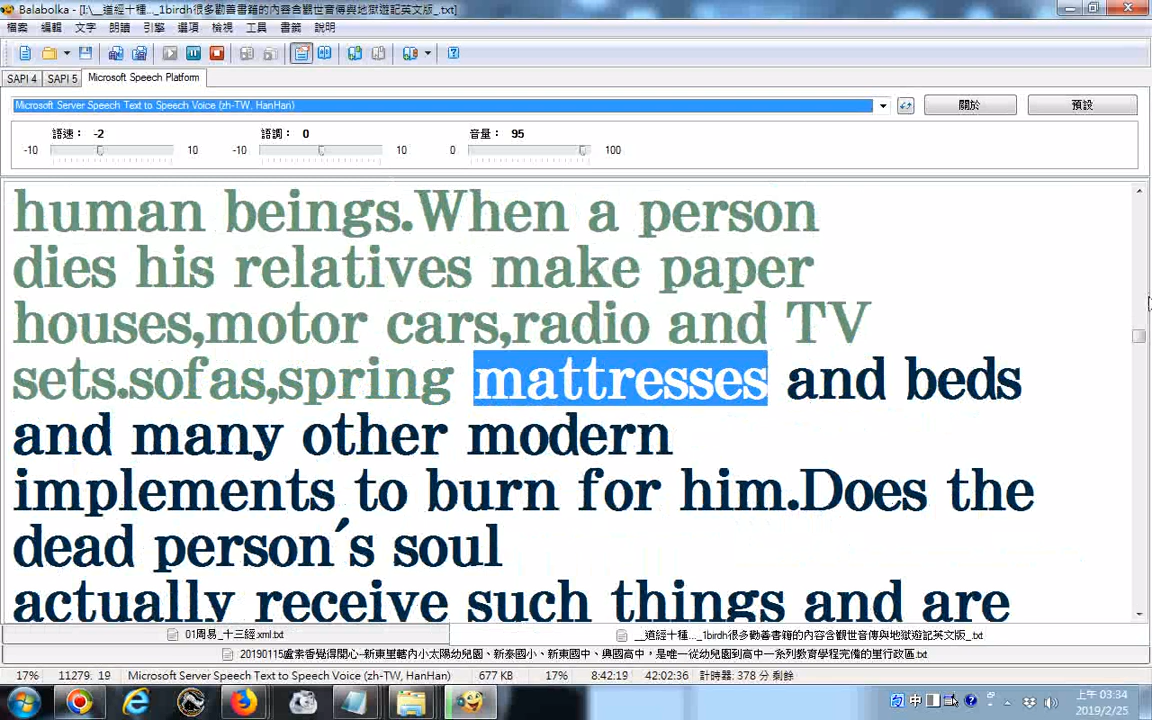 Balabolka - [I:\__道經十種..._1birdh很多勸善書籍的內容含觀世音傳與地獄遊記英文版_.txt]
檔案 編輯 文字 朗讀 引擎 選項 檢視 工具 書籤 說明
SAPI 4 SAPI 5 Microsoft Speech Platform
Microsoft Server Speech Text to Speech Voice (zh-TW, HanHan) 關於 預設
語速： -2 語調： 0 音量： 95
-10 10 -10 10 0 100
human beings.When a person
dies his relatives make paper
houses,motor cars,radio and TV
sets.sofas,spring mattresses and beds
and many other modern
implements to burn for him.Does the
dead person´s soul
actually receive such things and are
01周易_十三經.xml.txt __道經十種..._1birdh很多勸善書籍的內容含觀世音傳與地獄遊記英文版_.txt
20190115盧素香覺得開心--新東里轄內小太陽幼兒園、新泰國小、新東國中、興國高中，是唯一從幼兒園到高中一系列教育學程完備的里行政區.txt
17% 11279. 19 Microsoft Server Speech Text to Speech Voice (zh-TW, HanHan) 677 KB 17% 8:42:19 42:02:36 計時器: 378 分 剩餘
中 上午 03:34
2019/2/25